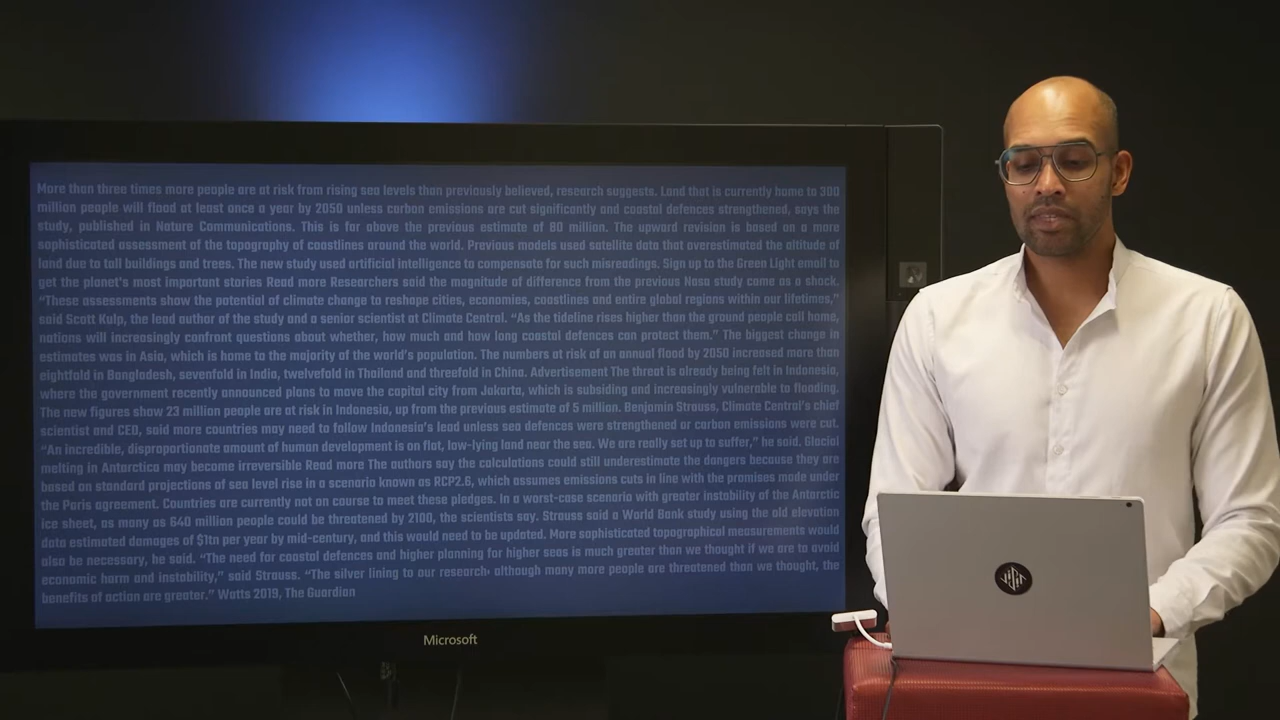 More than three times more people are at risk from rising sea levels than previously believed, research suggests. Land that is currently home to 300
million people will flood at least once a year by 2050 unless carbon emissions are cut significantly and coastal defences strengthened, says the
study, published in Nature Communications. This is far above the previous estimate of 80 million. The upward revision is based on a more
sophisticated assessment of the topography of coastlines around the world. Previous models used satellite data that overestimated the altitude of
land due to tall buildings and trees. The new study used artificial intelligence to compensate for such misreadings. Sign up to the Green Light email to
get the planet's most important stories Read more Researchers said the magnitude of difference from the previous Nasa study came as a shock.
“These assessments show the potential of climate change to reshape cities, economies, coastlines and entire global regions within our lifetimes,”
said Scott Kulp, the lead author of the study and a senior scientist at Climate Central. “As the tideline rises higher than the ground people call home,
nations will increasingly confront questions about whether, how much and how long coastal defences can protect them.” The biggest change in
estimates was in Asia, which is home to the majority of the world’s population. The numbers at risk of an annual flood by 2050 increased more than
eightfold in Bangladesh, sevenfold in India, twelvefold in Thailand and threefold in China. Advertisement The threat is already being felt in Indonesia,
where the government recently announced plans to move the capital city from Jakarta, which is subsiding and increasingly vulnerable to flooding.
The new figures show 23 million people are at risk in Indonesia, up from the previous estimate of 5 million. Benjamin Strauss, Climate Central’s chief
scientist and CEO, said more countries may need to follow Indonesia’s lead unless sea defences were strengthened or carbon emissions were cut.
“An incredible, disproportionate amount of human development is on flat, low-lying land near the sea. We are really set up to suffer,” he said. Glacial
melting in Antarctica may become irreversible Read more The authors say the calculations could still underestimate the dangers because they are
based on standard projections of sea level rise in a scenario known as RCP2.6, which assumes emissions cuts in line with the promises made under
the Paris agreement. Countries are currently not on course to meet these pledges. In a worst-case scenario with greater instability of the Antarctic
ice sheet, as many as 640 million people could be threatened by 2100, the scientists say. Strauss said a World Bank study using the old elevation
data estimated damages of $1tn per year by mid-century, and this would need to be updated. More sophisticated topographical measurements would
also be necessary, he said. “The need for coastal defences and higher planning for higher seas is much greater than we thought if we are to avoid
economic harm and instability,” said Strauss. “The silver lining to our research: although many more people are threatened than we thought, the
benefits of action are greater.” Watts 2019, The Guardian
Microsoft